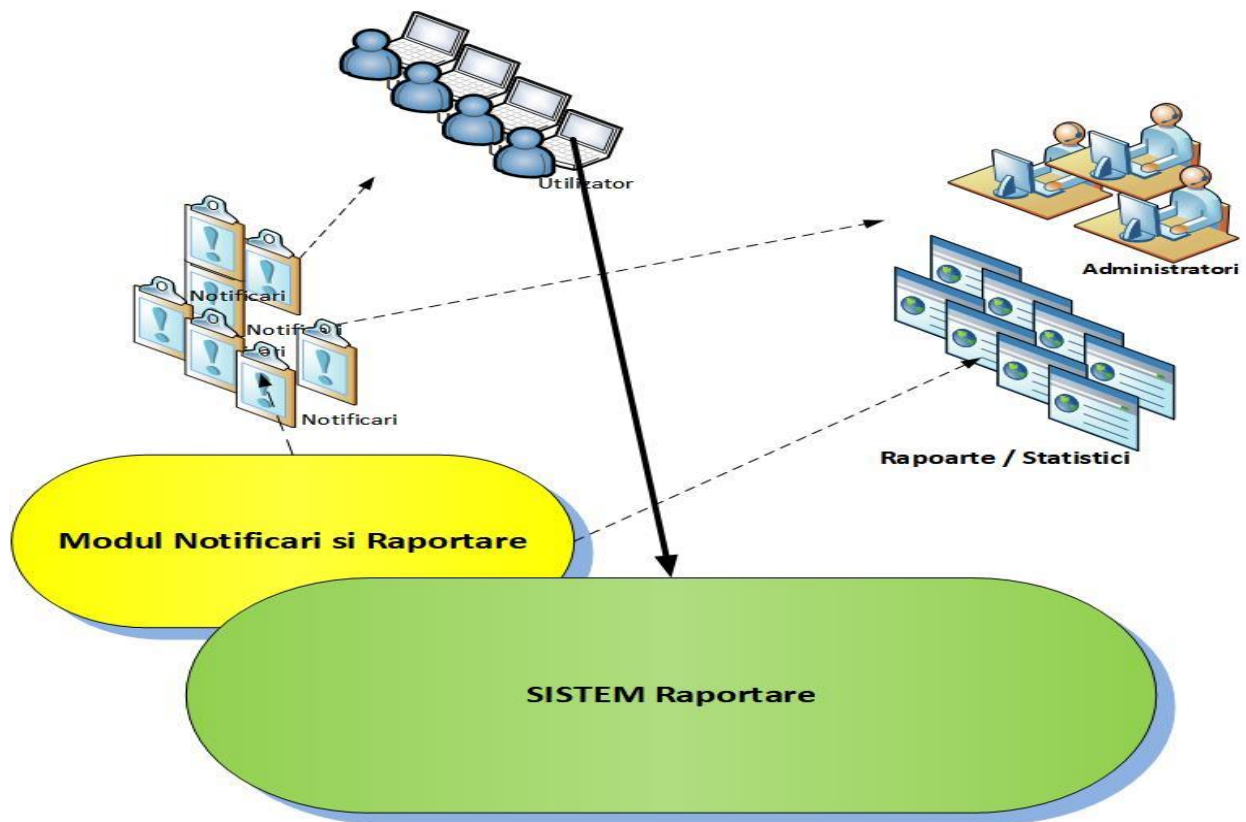 Utilizator
Administratori
Notificari
Notificari
Notificari
Rapoarte / Statistici
Modul Notificari si Raportare
SISTEM Raportare